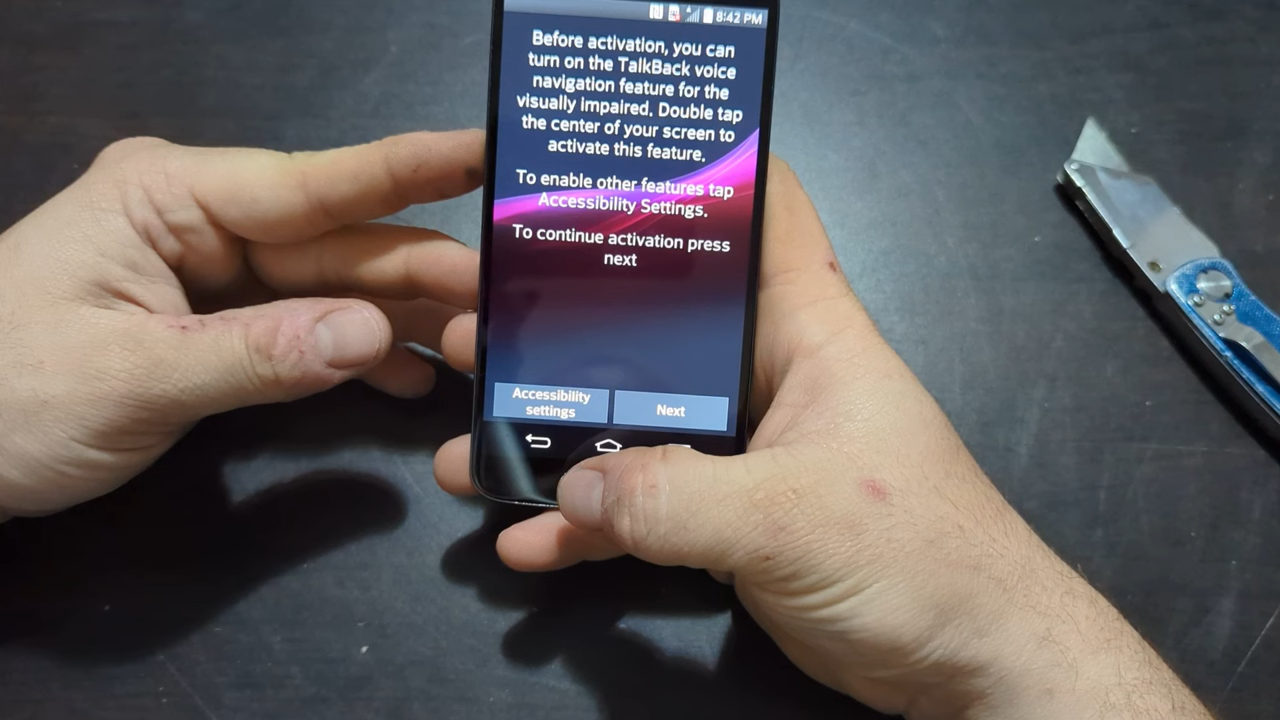 8:42 PM
Before activation, you can
turn on the TalkBack voice
navigation feature for the
visually impaired. Double tap
the center of your screen to
activate this feature.
To enable other features tap
Accessibility Settings.
To continue activation press
next
Accessibility
settings
Next